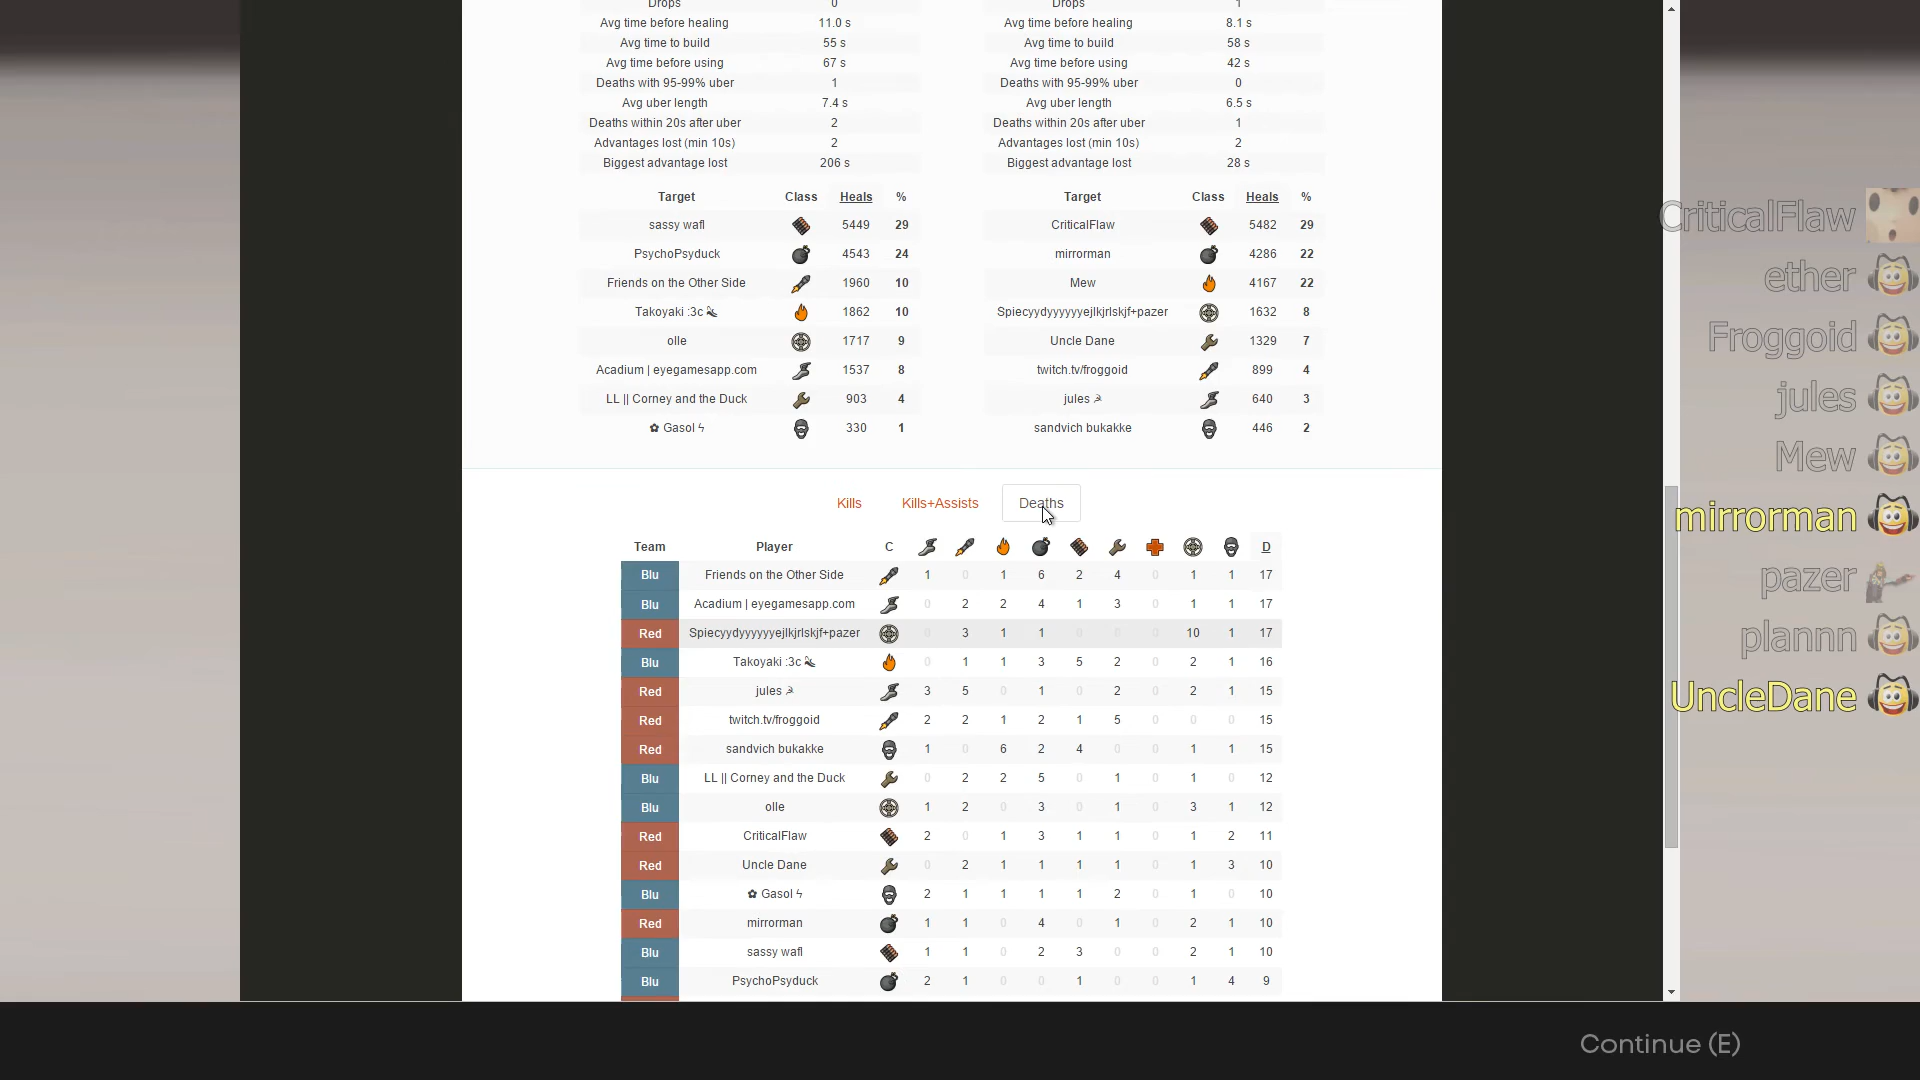 Drops 0
Avg time before healing 11.0 s
Avg time to build 55 s
Avg time before using 67 s
Deaths with 95-99% uber 1
Avg uber length 7.4 s
Deaths within 20s after uber 2
Advantages lost (min 10s) 2
Biggest advantage lost 206 s
Target Class Heals %
sassy wafl 5449 29
PsychoPsyduck 4543 24
Friends on the Other Side 1960 10
Takoyaki :3c 1862 10
olle 1717 9
Acadium | eyegamesapp.com 1537 8
LL || Corney and the Duck 903 4
✿ Gasol ϟ 330 1
Drops 1
Avg time before healing 8.1 s
Avg time to build 58 s
Avg time before using 42 s
Deaths with 95-99% uber 0
Avg uber length 6.5 s
Deaths within 20s after uber 1
Advantages lost (min 10s) 2
Biggest advantage lost 28 s
Target Class Heals %
CriticalFlaw 5482 29
mirrorman 4286 22
Mew 4167 22
Spiecyydyyyyyyejlkjrlskjf+pazer 1632 8
Uncle Dane 1329 7
twitch.tv/froggoid 899 4
jules ☭ 640 3
sandvich bukakke 446 2
Kills Kills+Assists Deaths
Team Player C D
Blu Friends on the Other Side 1 0 1 6 2 4 0 1 1 17
Blu Acadium | eyegamesapp.com 0 2 2 4 1 3 0 1 1 17
Red Spiecyydyyyyyyejlkjrlskjf+pazer 0 3 1 1 0 0 0 10 1 17
Blu Takoyaki :3c 0 1 1 3 5 2 0 2 1 16
Red jules ☭ 3 5 0 1 0 2 0 2 1 15
Red twitch.tv/froggoid 2 2 1 2 1 5 0 0 0 15
Red sandvich bukakke 1 0 6 2 4 0 0 1 1 15
Blu LL || Corney and the Duck 0 2 2 5 0 1 0 1 0 12
Blu olle 1 2 0 3 0 1 0 3 1 12
Red CriticalFlaw 2 0 1 3 1 1 0 1 2 11
Red Uncle Dane 0 2 1 1 1 1 0 1 3 10
Blu ✿ Gasol ϟ 2 1 1 1 1 2 0 1 0 10
Red mirrorman 1 1 0 4 0 1 0 2 1 10
Blu sassy wafl 1 1 0 2 3 0 0 2 1 10
Blu PsychoPsyduck 2 1 0 0 1 0 0 1 4 9
CriticalFlaw
ether
Froggoid
jules
Mew
mirrorman
pazer
plannn
UncleDane
Continue (E)